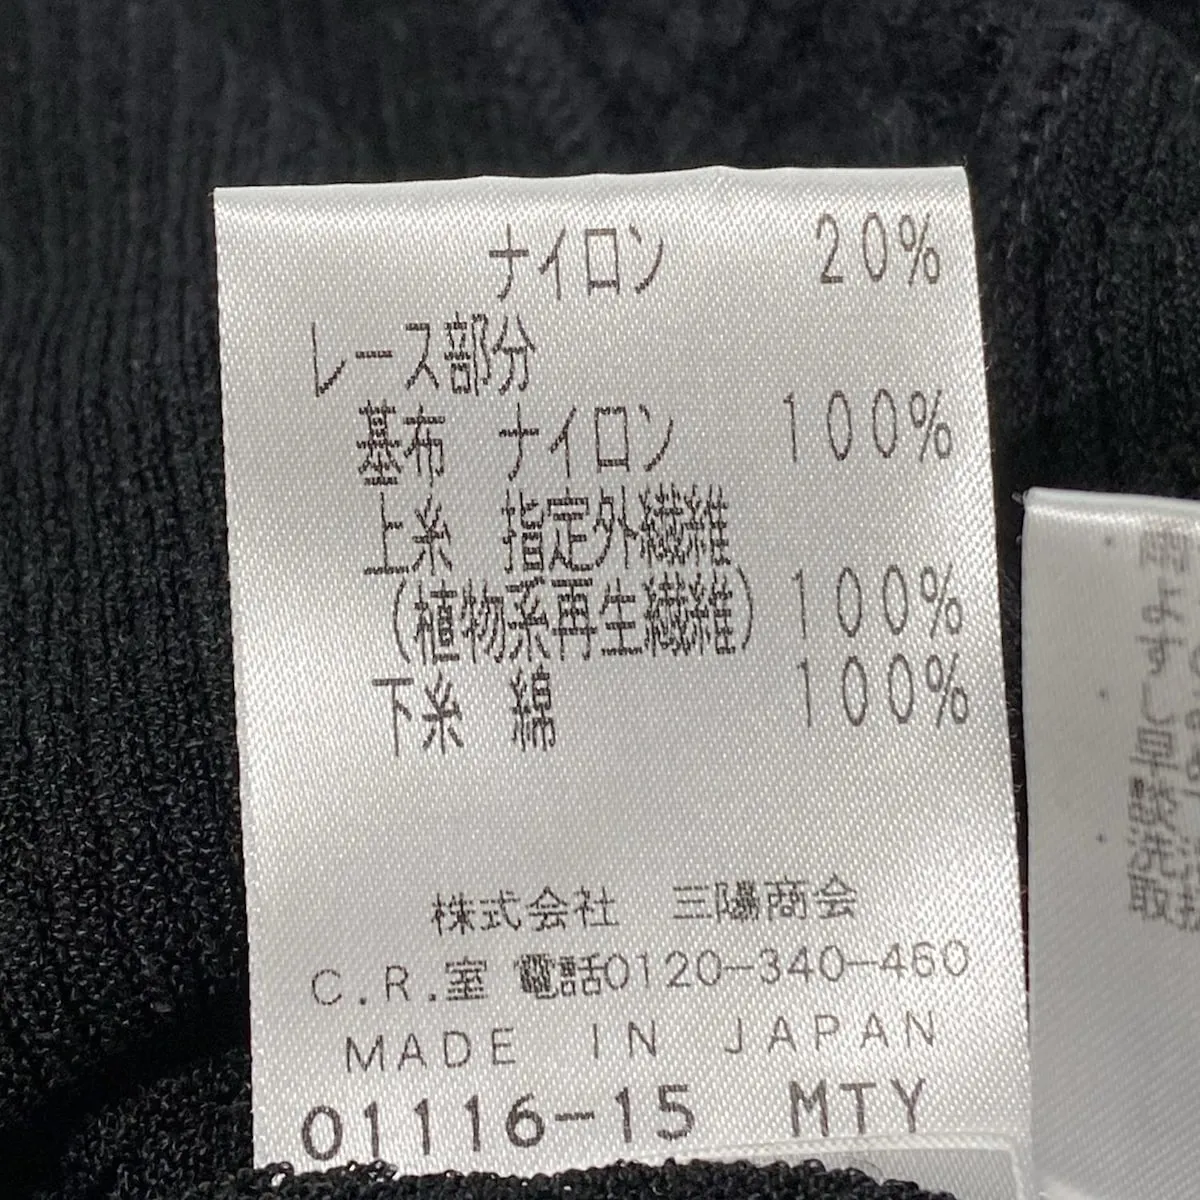 ナイロン 20%
レース部分
基布 ナイロン 100%
上糸 指定外繊維
(植物系再生繊維) 100%
下糸 綿 100%
株式会社 三陽商会
C.R.室 電話0120-340-460
MADE IN JAPAN
01116-15 MTY